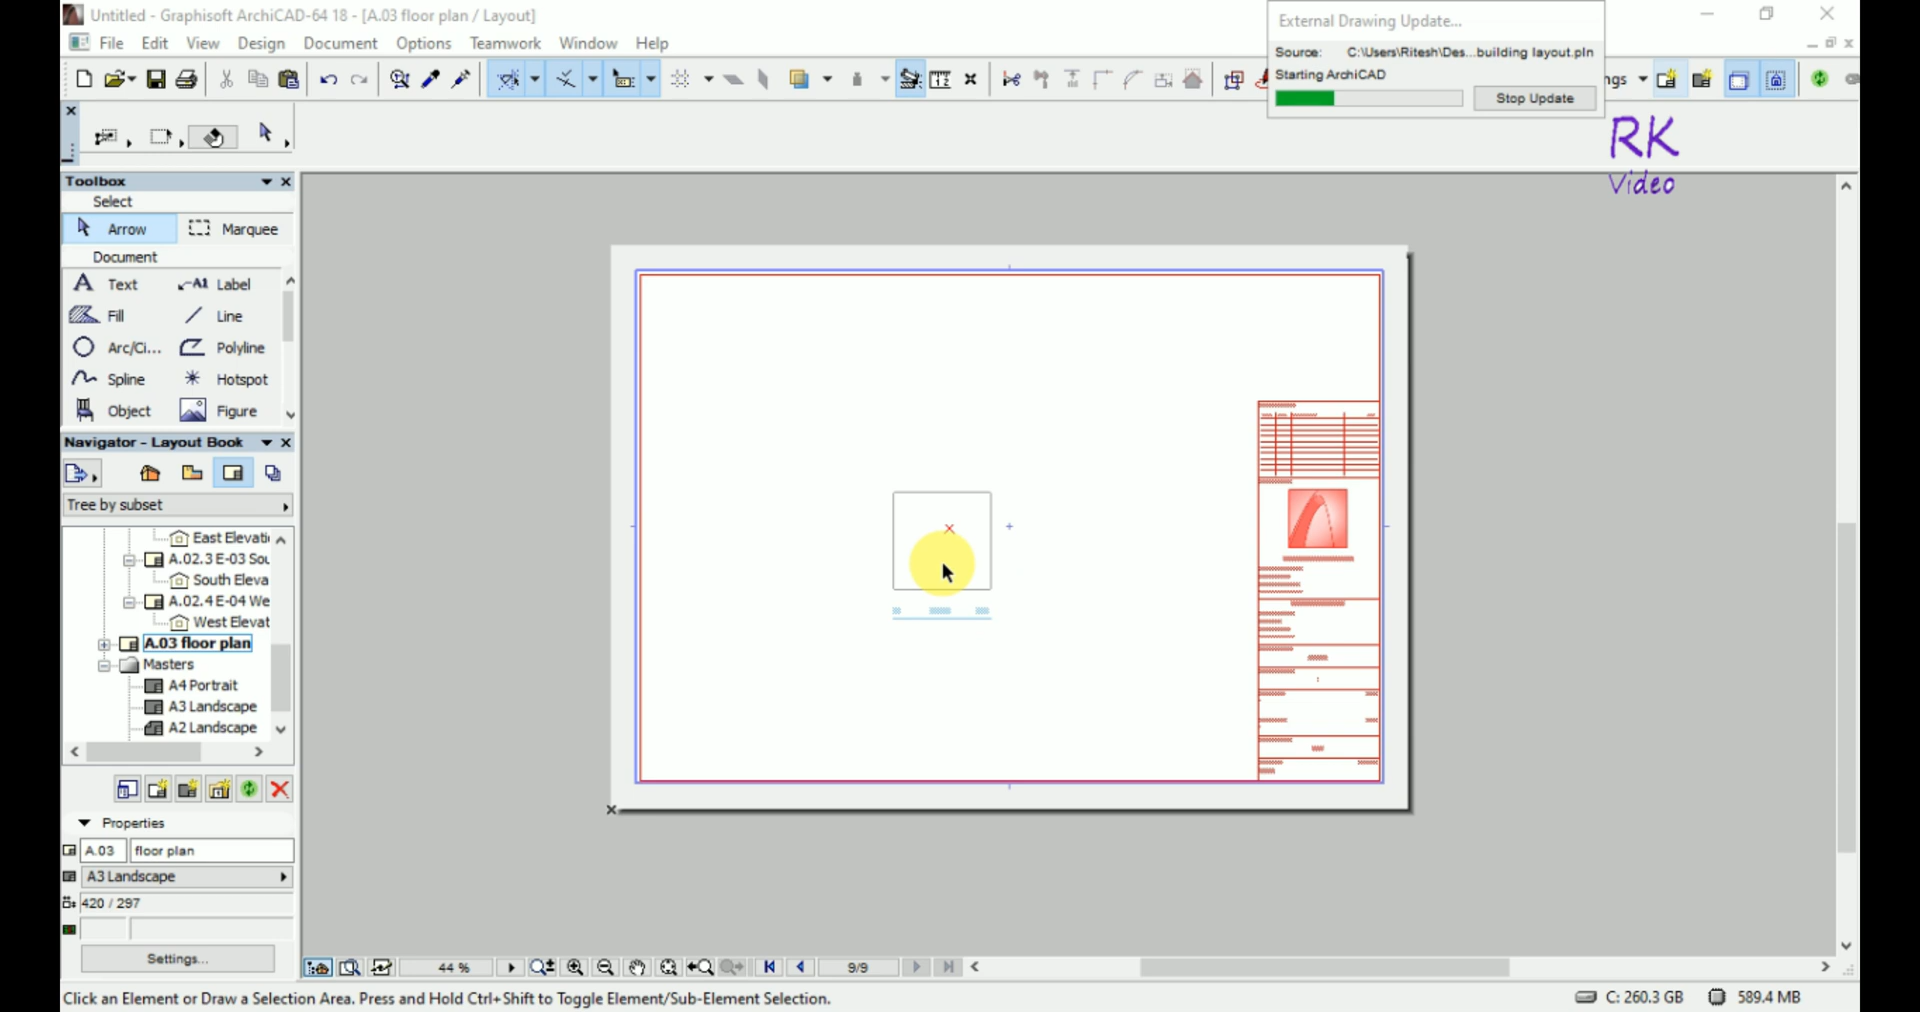 Untitled - Graphisoft ArchiCAD-64 18 - [A.03 floor plan / Layout]
File Edit View Design Document Options Teamwork Window Help
External Drawing Update...
Source: C:\Users\Ritesh\Des...building layout.pln
Starting ArchiCAD
Stop Update
ngs
RK
Video
Toolbox
Select
Arrow Marquee
Document
Text A1 Label
Fill Line
Arc/Ci... Polyline
Spline Hotspot
Object Figure
Navigator - Layout Book
Tree by subset
East Elevati
A.02.3 E-03 Sou
South Eleva
A.02.4 E-04 We
West Elevat
A.03 floor plan
Masters
A4 Portrait
A3 Landscape
A2 Landscape
Properties
A.03 floor plan
A3 Landscape
420 / 297
Settings...
44 %
9/9
Click an Element or Draw a Selection Area. Press and Hold Ctrl+Shift to Toggle Element/Sub-Element Selection.
C: 260.3 GB 589.4 MB